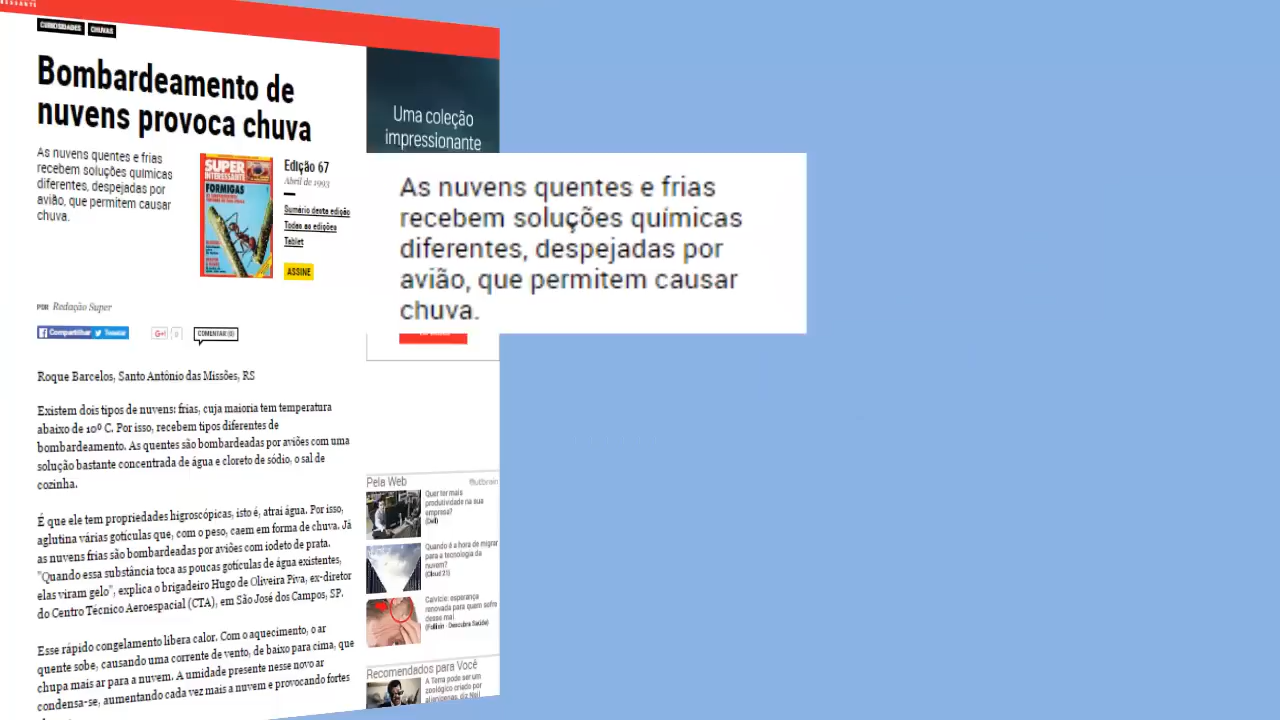 CURIOSIDADES CHUVAS
Bombardeamento de
nuvens provoca chuva
As nuvens quentes e frias
recebem soluções químicas
diferentes, despejadas por
avião, que permitem causar
chuva.
SUPER
INTERESSANTE
FORMIGAS
Edição 67
Abril de 1993
Sumário desta edição
Todas as edições
Tablet
ASSINE
Uma coleção
impressionante
As nuvens quentes e frias
recebem soluções químicas
diferentes, despejadas por
avião, que permitem causar
chuva.
POR Redação Super
Compartilhar Tweetar G+1 0 COMENTAR (0)
Roque Barcelos, Santo Antônio das Missões, RS
Existem dois tipos de nuvens: frias, cuja maioria tem temperatura
abaixo de 10º C. Por isso, recebem tipos diferentes de
bombardeamento. As quentes são bombardeadas por aviões com uma
solução bastante concentrada de água e cloreto de sódio, o sal de
cozinha.
É que ele tem propriedades higroscópicas, isto é, atrai água. Por isso,
aglutina várias gotículas que, com o peso, caem em forma de chuva. Já
as nuvens frias são bombardeadas por aviões com iodeto de prata.
"Quando essa substância toca as poucas gotículas de água existentes,
elas viram gelo", explica o brigadeiro Hugo de Oliveira Piva, ex-diretor
do Centro Técnico Aeroespacial (CTA), em São José dos Campos, SP.
Esse rápido congelamento libera calor. Com o aquecimento, o ar
quente sobe, causando uma corrente de vento, de baixo para cima, que
chupa mais ar para a nuvem. A umidade presente nesse novo ar
condensa-se, aumentando cada vez mais a nuvem e provocando fortes
Pela Web
Outbrain
Quer ter mais
produtividade na sua
empresa?
(Dell)
Quando é a hora de migrar
para a tecnologia da
nuvem?
(Cloud 21)
Calvície: esperança
renovada para quem sofre
desse mal
(Follixin - Descubra Saúde)
Recomendados para Você
A Terra pode ser um
zoológico criado por
alienígenas, diz Neil